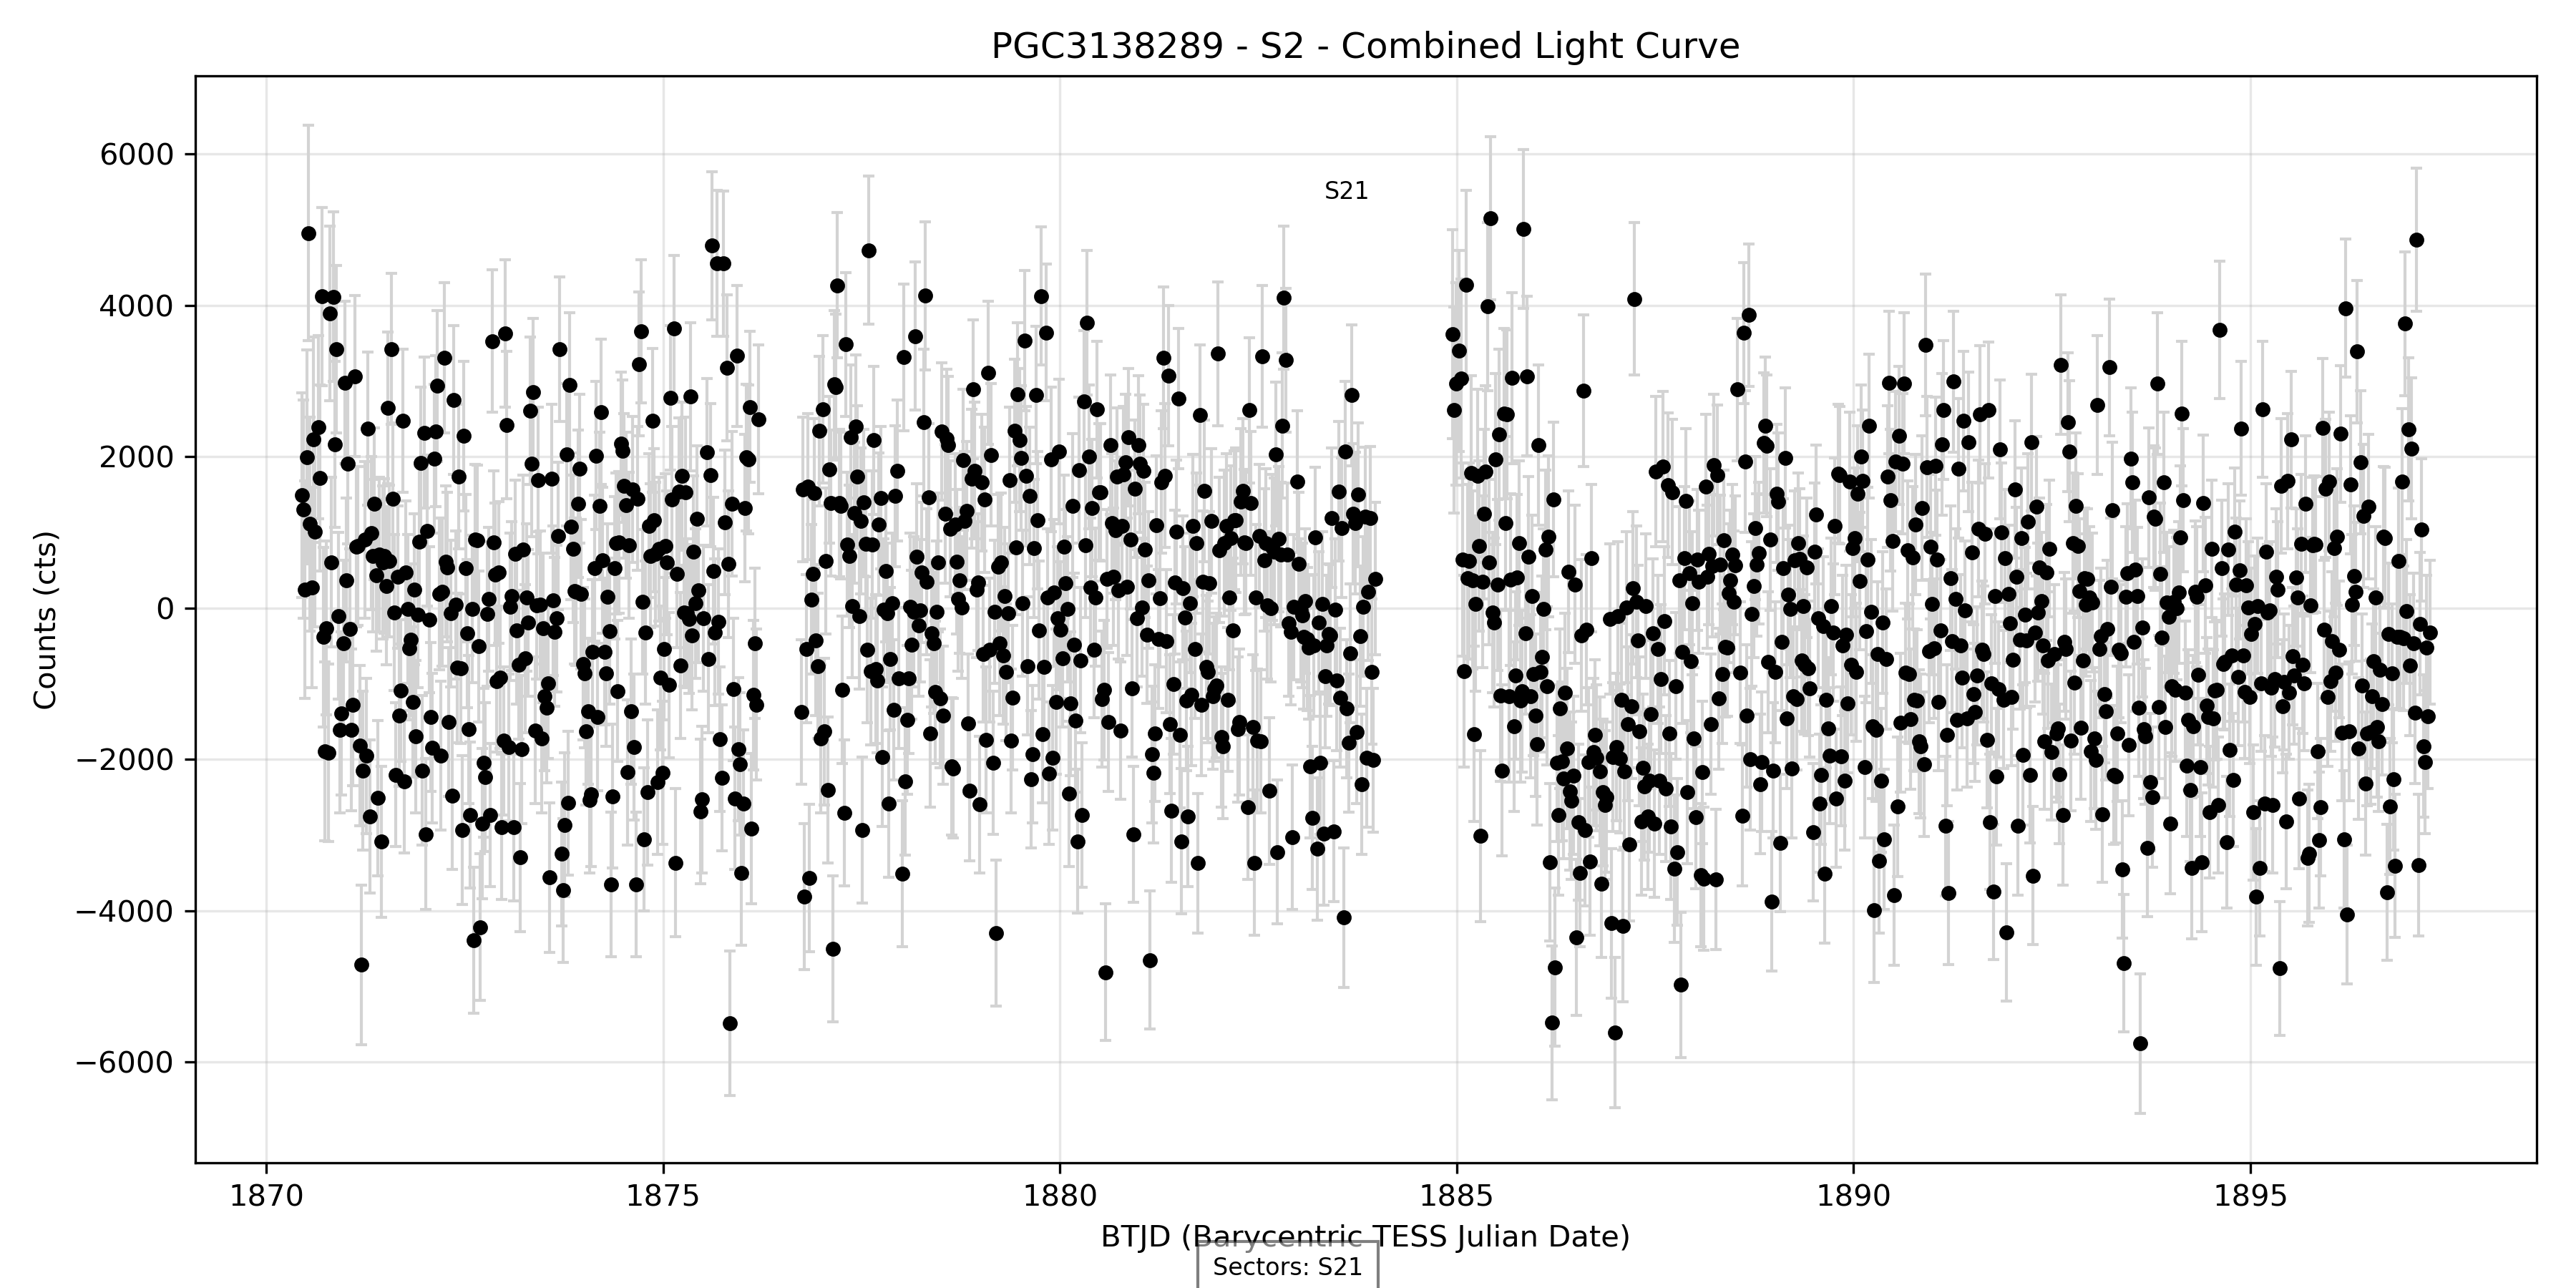 PGC3138289 - S2 - Combined Light Curve
Counts (cts)
6000
4000
2000
0
−2000
−4000
−6000
S21
1870
1875
1880
1885
1890
1895
BTJD (Barycentric TESS Julian Date)
Sectors: S21